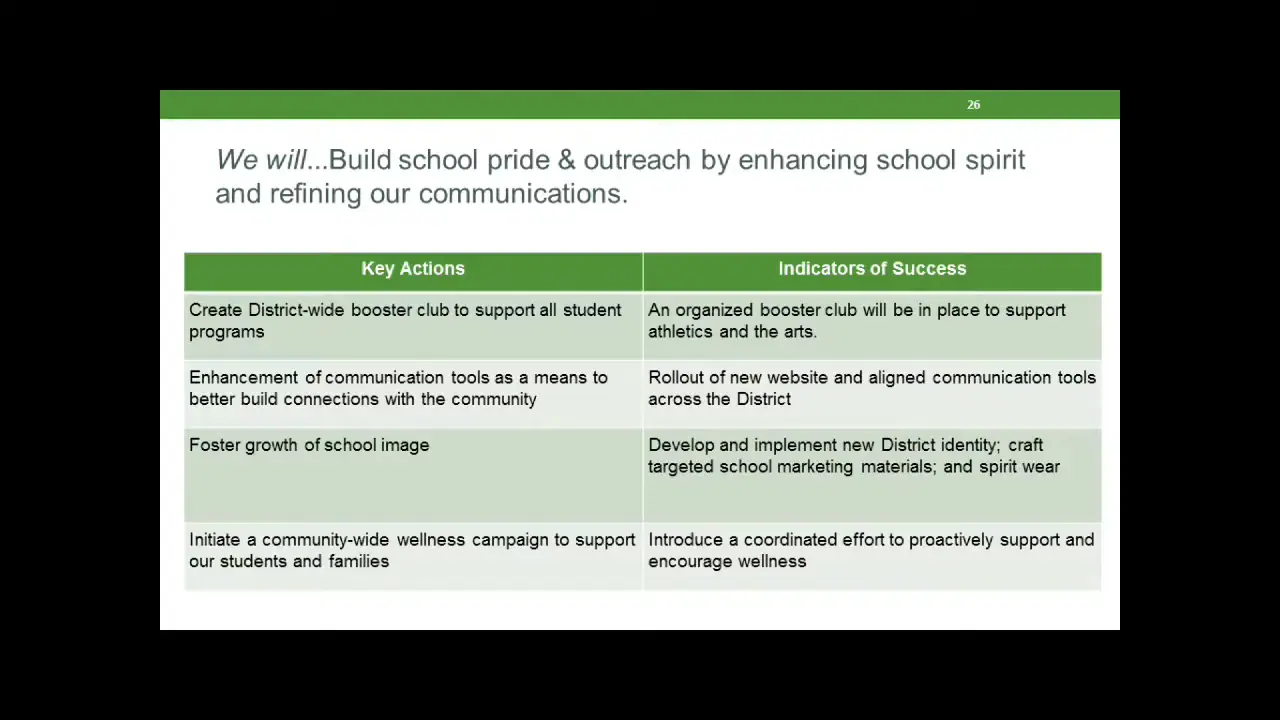 26
We will...Build school pride & outreach by enhancing school spirit
and refining our communications.
Key Actions
Indicators of Success
Create District-wide booster club to support all student
programs
An organized booster club will be in place to support
athletics and the arts.
Enhancement of communication tools as a means to
better build connections with the community
Rollout of new website and aligned communication tools
across the District
Foster growth of school image
Develop and implement new District identity; craft
targeted school marketing materials; and spirit wear
Initiate a community-wide wellness campaign to support
our students and families
Introduce a coordinated effort to proactively support and
encourage wellness